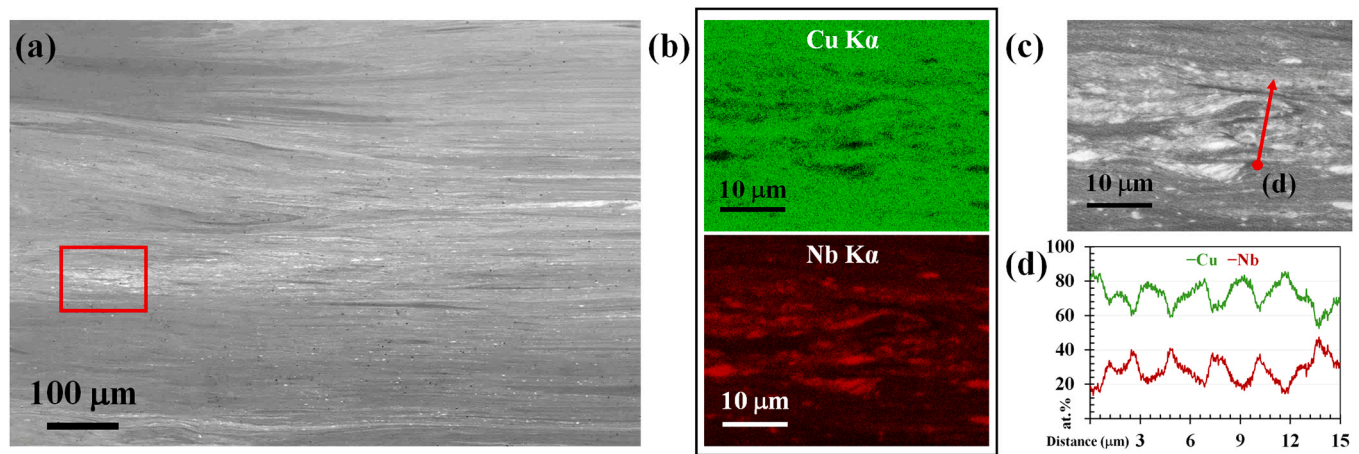 (a)
100 μm
(b)
Cu Kα
10 μm
Nb Kα
10 μm
(c)
10 μm
(d)
(d)
Cu
Nb
100
80
60
40
20
at.%
Distance (μm)
3
6
9
12
15